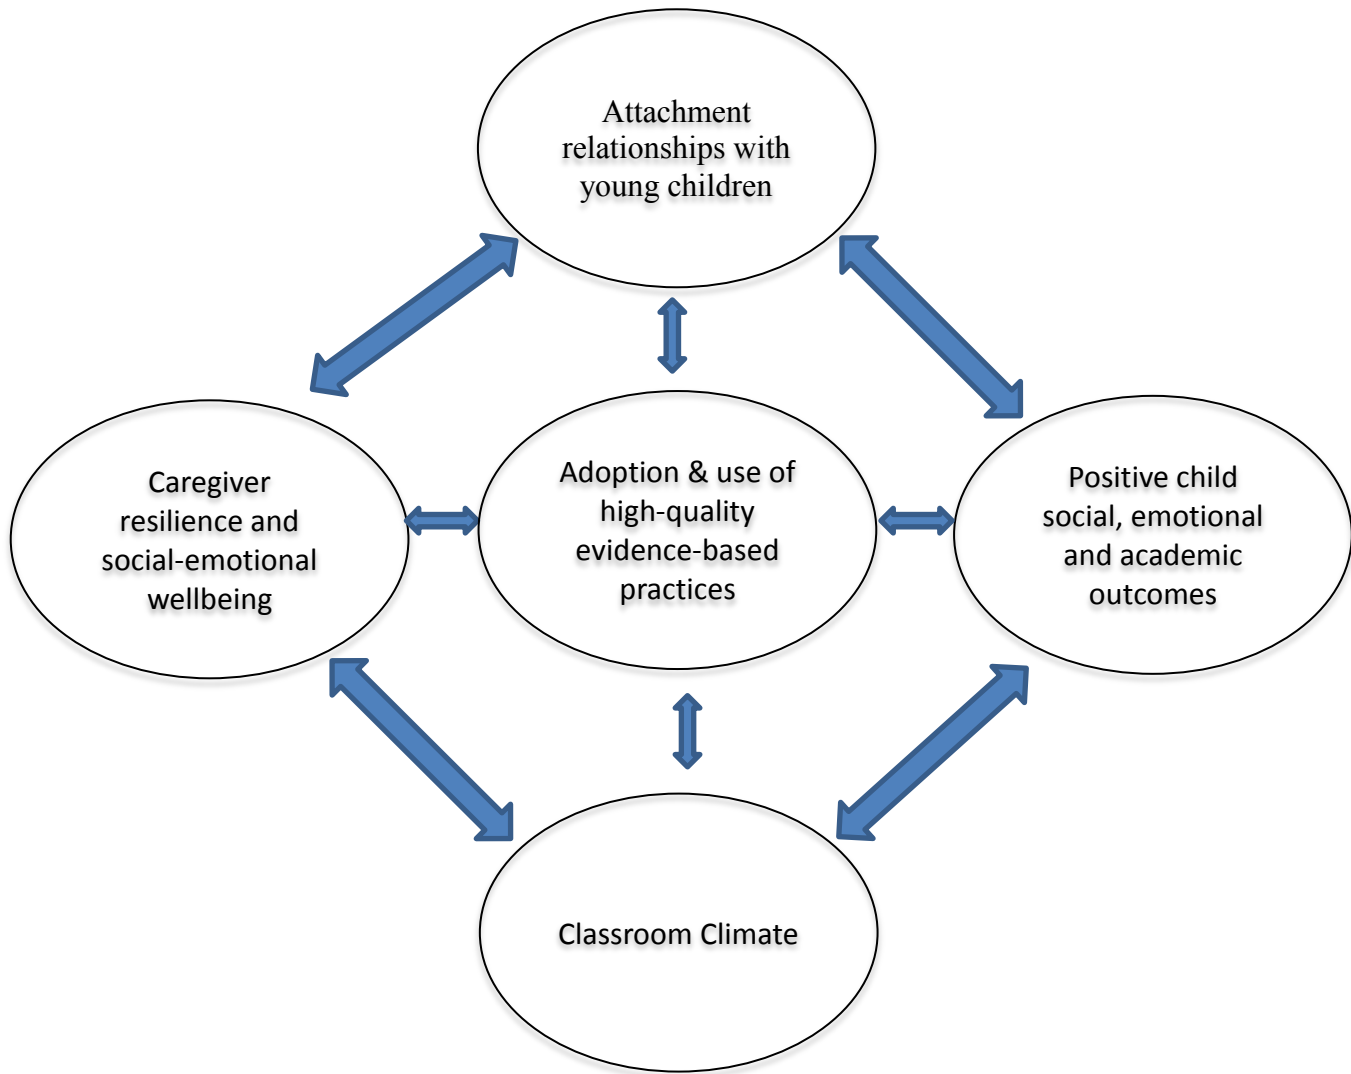 Attachment
relationships with
young children
Caregiver
resilience and
social-emotional
wellbeing
Adoption & use of
high-quality
evidence-based
practices
Positive child
social, emotional
and academic
outcomes
Classroom Climate